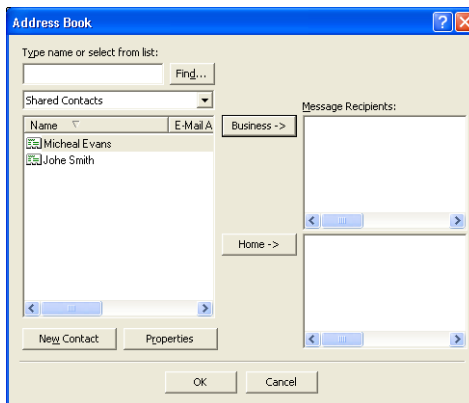 Address Book
Type name or select from list:
Find...
Shared Contacts
Name E-Mail A
Micheal Evans
Johe Smith
Business ->
Message Recipients:
Home ->
New Contact Properties
OK Cancel